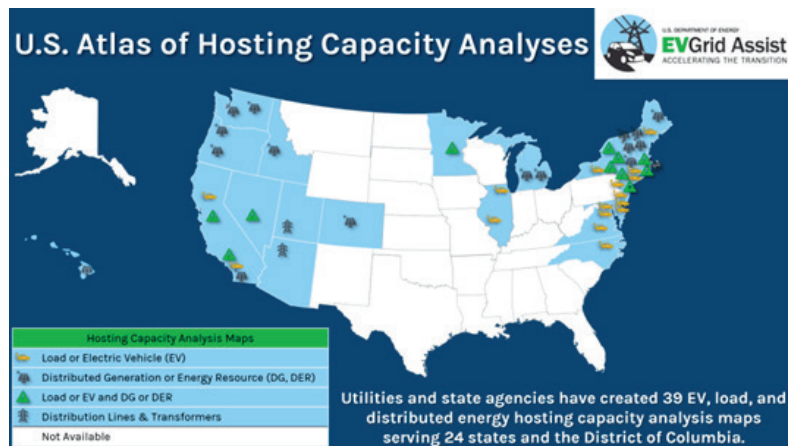 U.S. Atlas of Hosting Capacity Analyses
U.S. DEPARTMENT OF ENERGY
EVGrid Assist
ACCELERATING THE TRANSITION
Hosting Capacity Analysis Maps
Load or Electric Vehicle (EV)
Distributed Generation or Energy Resource (DG, DER)
Load or EV and DG or DER
Distribution Lines & Transformers
Not Available
Utilities and state agencies have created 39 EV, load, and
distributed energy hosting capacity analysis maps
serving 24 states and the District of Columbia.